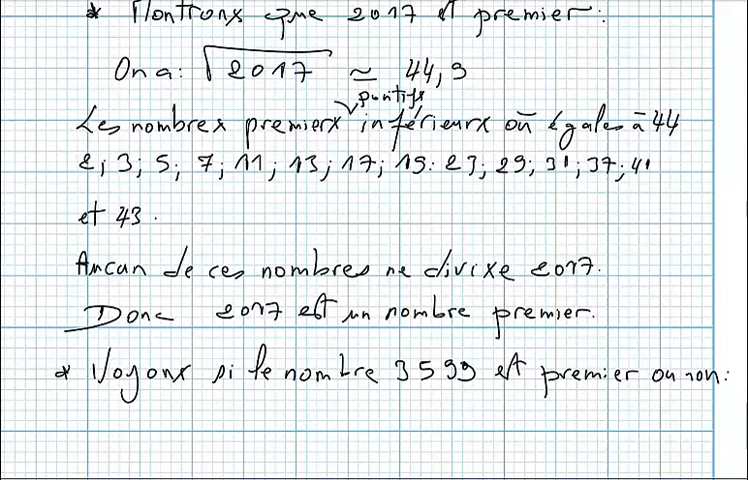 * Montrons que 2017 est premier:
On a: √2017 ≃ 44,9
Les nombres premiers positifs inférieurs où égales à 44
2; 3; 5; 7; 11; 13; 17; 19: 23; 29; 31; 37; 41
et 43.
Aucun de ces nombres ne divise 2017.
Donc 2017 est un nombre premier.
* Voyons si le nombre 3599 est premier ou non: